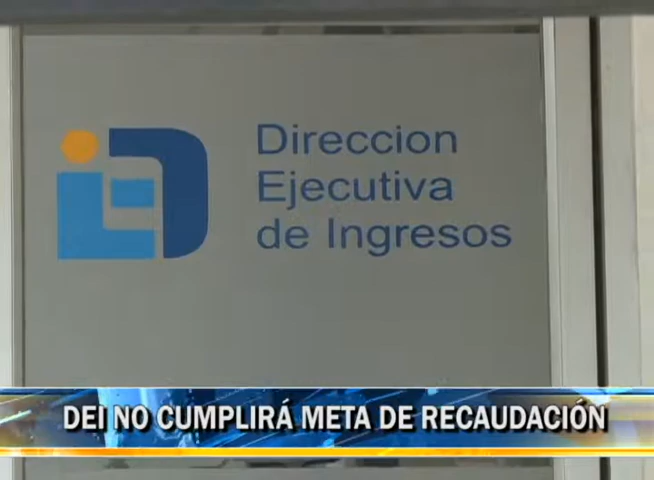 Direccion
Ejecutiva
de Ingresos
DEI NO CUMPLIRÁ META DE RECAUDACIÓN